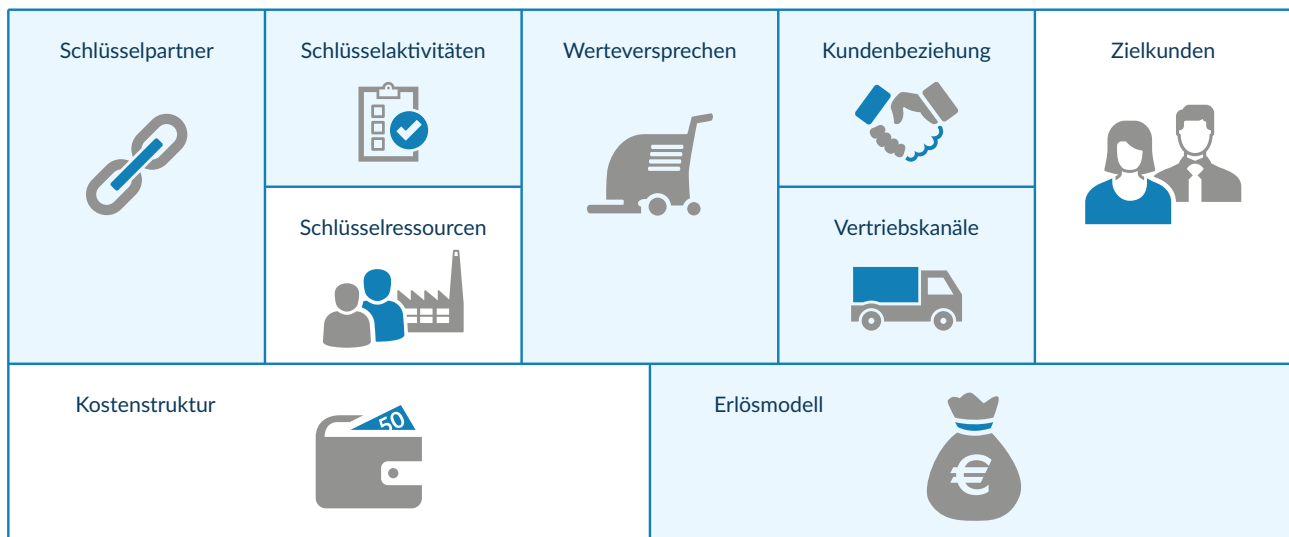 Schlüsselpartner
Schlüsselaktivitäten
Werteversprechen
Kundenbeziehung
Zielkunden
Schlüsselressourcen
Vertriebskanäle
Kostenstruktur
50
Erlösmodell
€